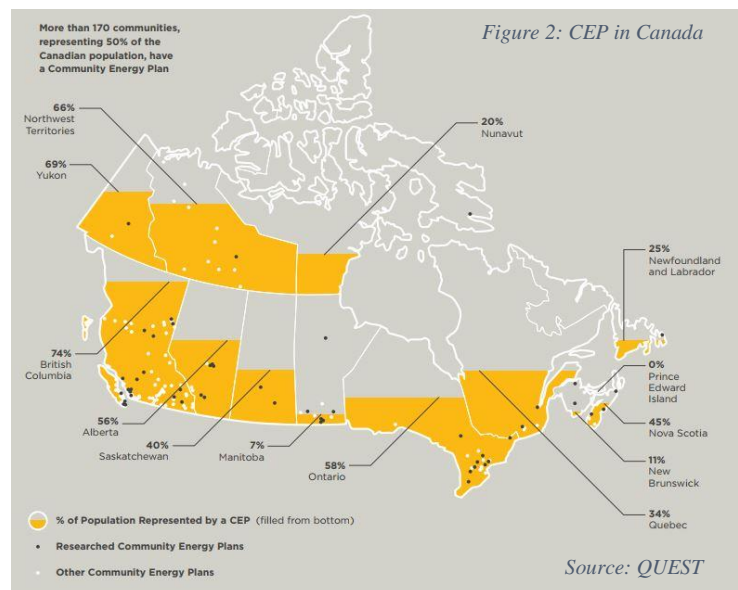 More than 170 communities,
representing 50% of the
Canadian population, have
a Community Energy Plan
Figure 2: CEP in Canada
66%
Northwest
Territories
20%
Nunavut
69%
Yukon
25%
Newfoundland
and Labrador
74%
British
Columbia
0%
Prince
Edward
Island
56%
Alberta
45%
Nova Scotia
40%
Saskatchewan
7%
Manitoba
58%
Ontario
11%
New
Brunswick
34%
Quebec
% of Population Represented by a CEP (filled from bottom)
Researched Community Energy Plans
Other Community Energy Plans
Source: QUEST